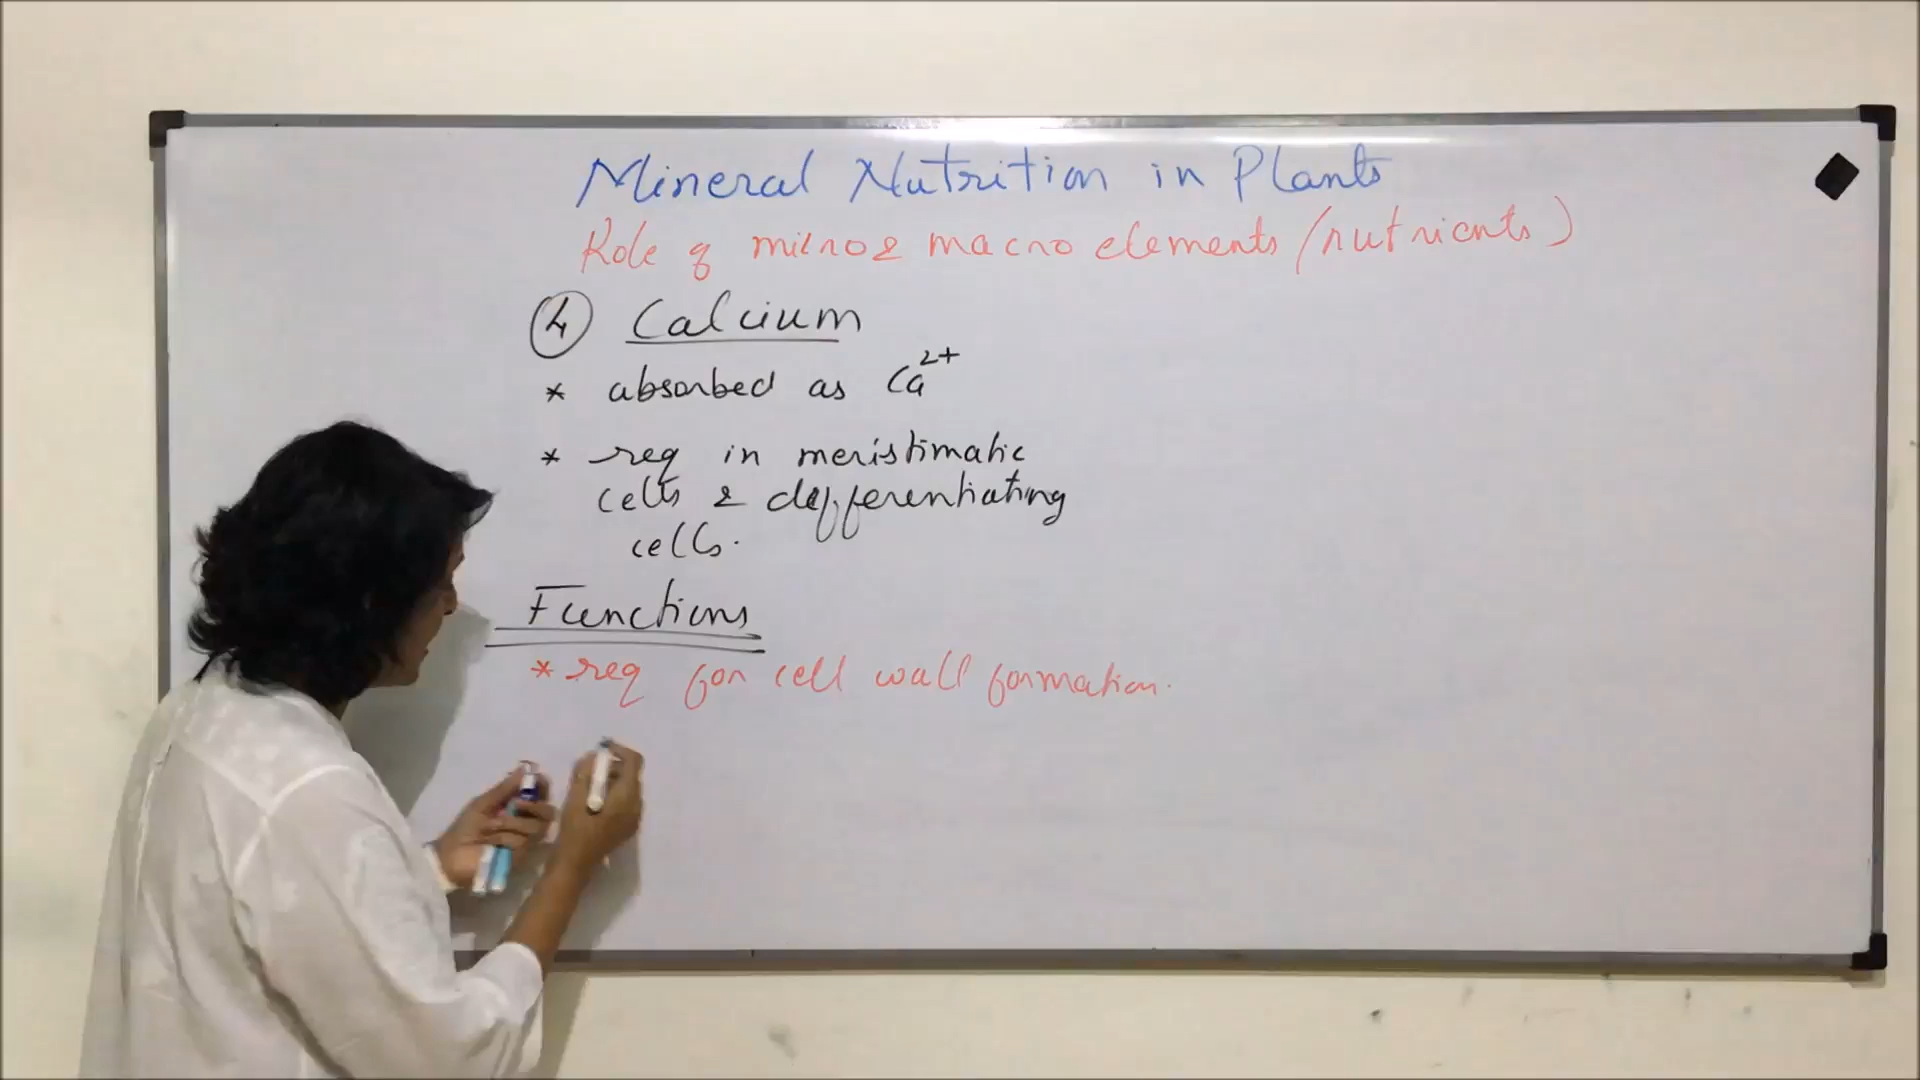 Mineral Nutrition in Plants
Role of micro & macro elements (nutrients)
④ Calcium
* absorbed as Ca²⁺
* req in meristimatic
cells & differentiating
cells.
Functions
* req for cell wall formation.